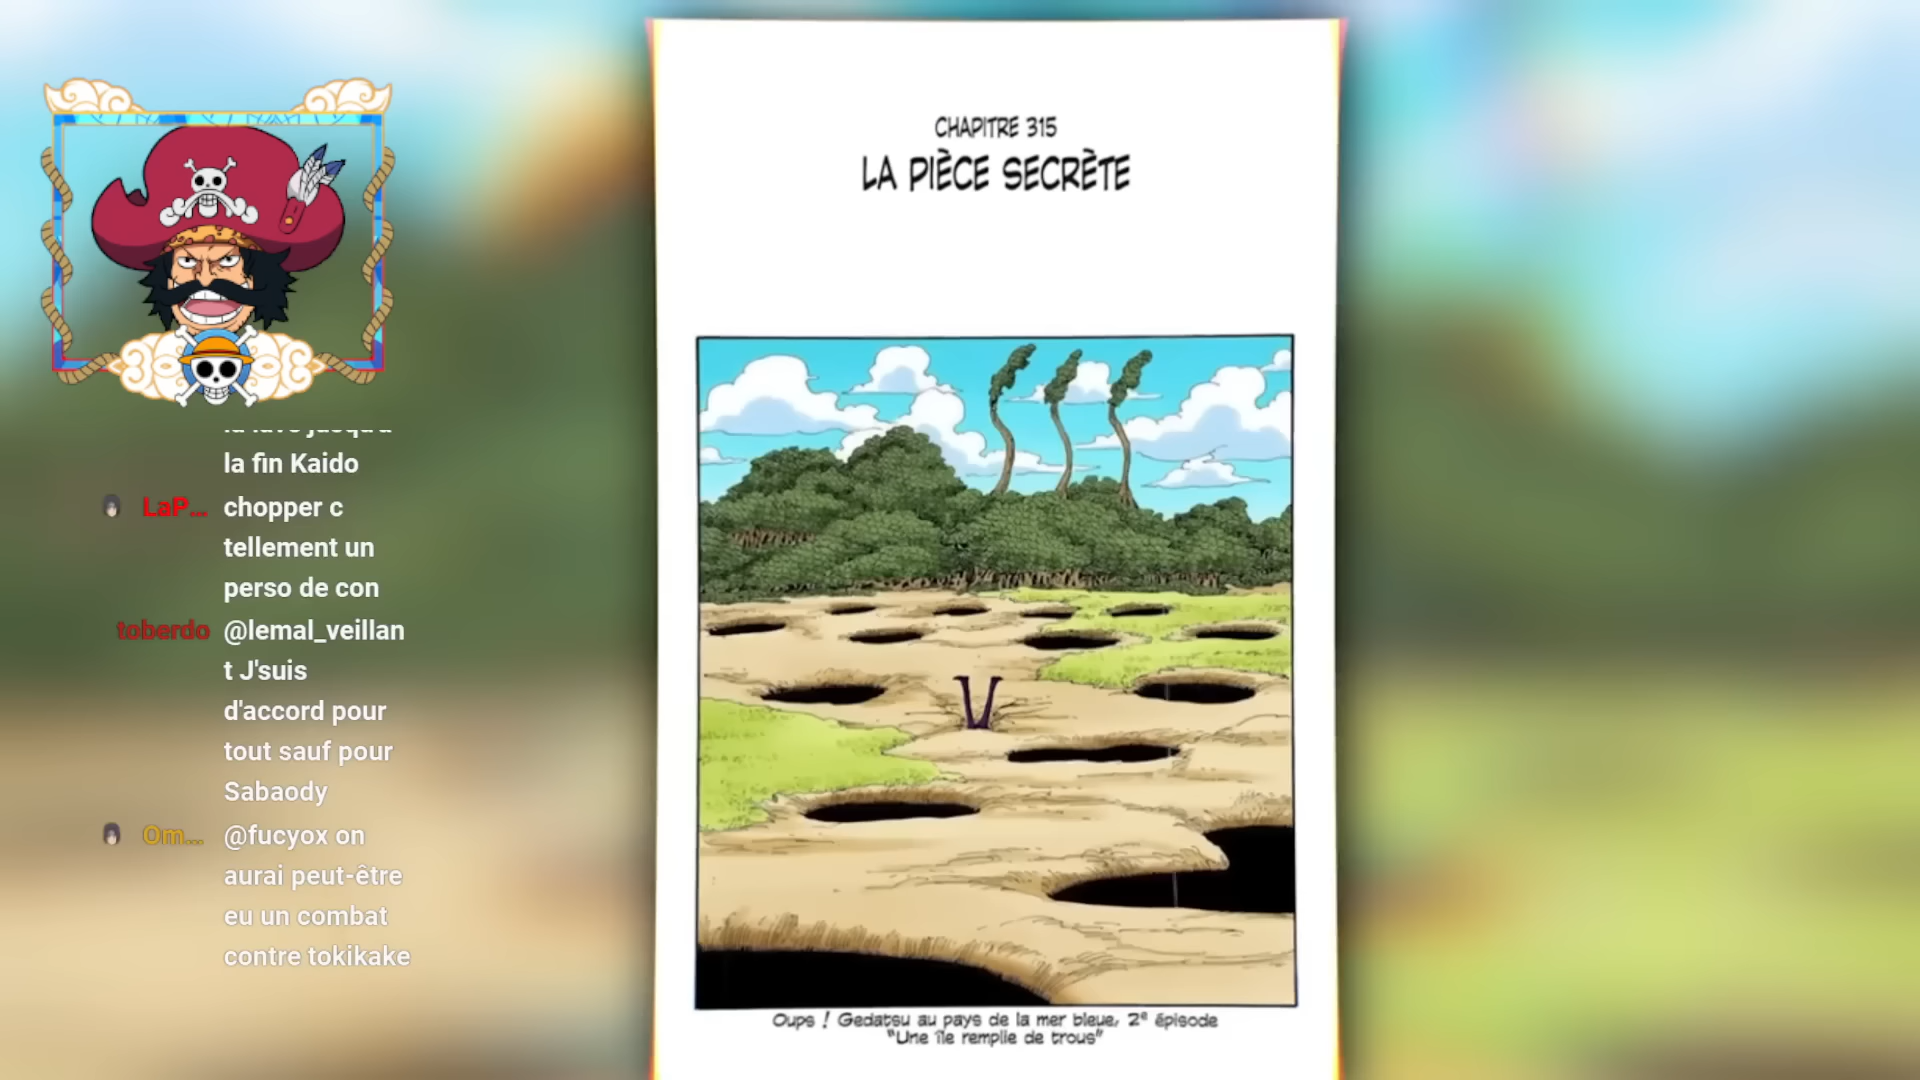 CHAPITRE 315
LA PIÈCE SECRÈTE
la fin Kaido
LaP... chopper c
tellement un
perso de con
toberdo @lemal_veillan
t J'suis
d'accord pour
tout sauf pour
Sabaody
Om... @fucyox on
aurai peut-être
eu un combat
contre tokikake
Oups ! Gedatsu au pays de la mer bleue, 2e épisode
"Une île remplie de trous"